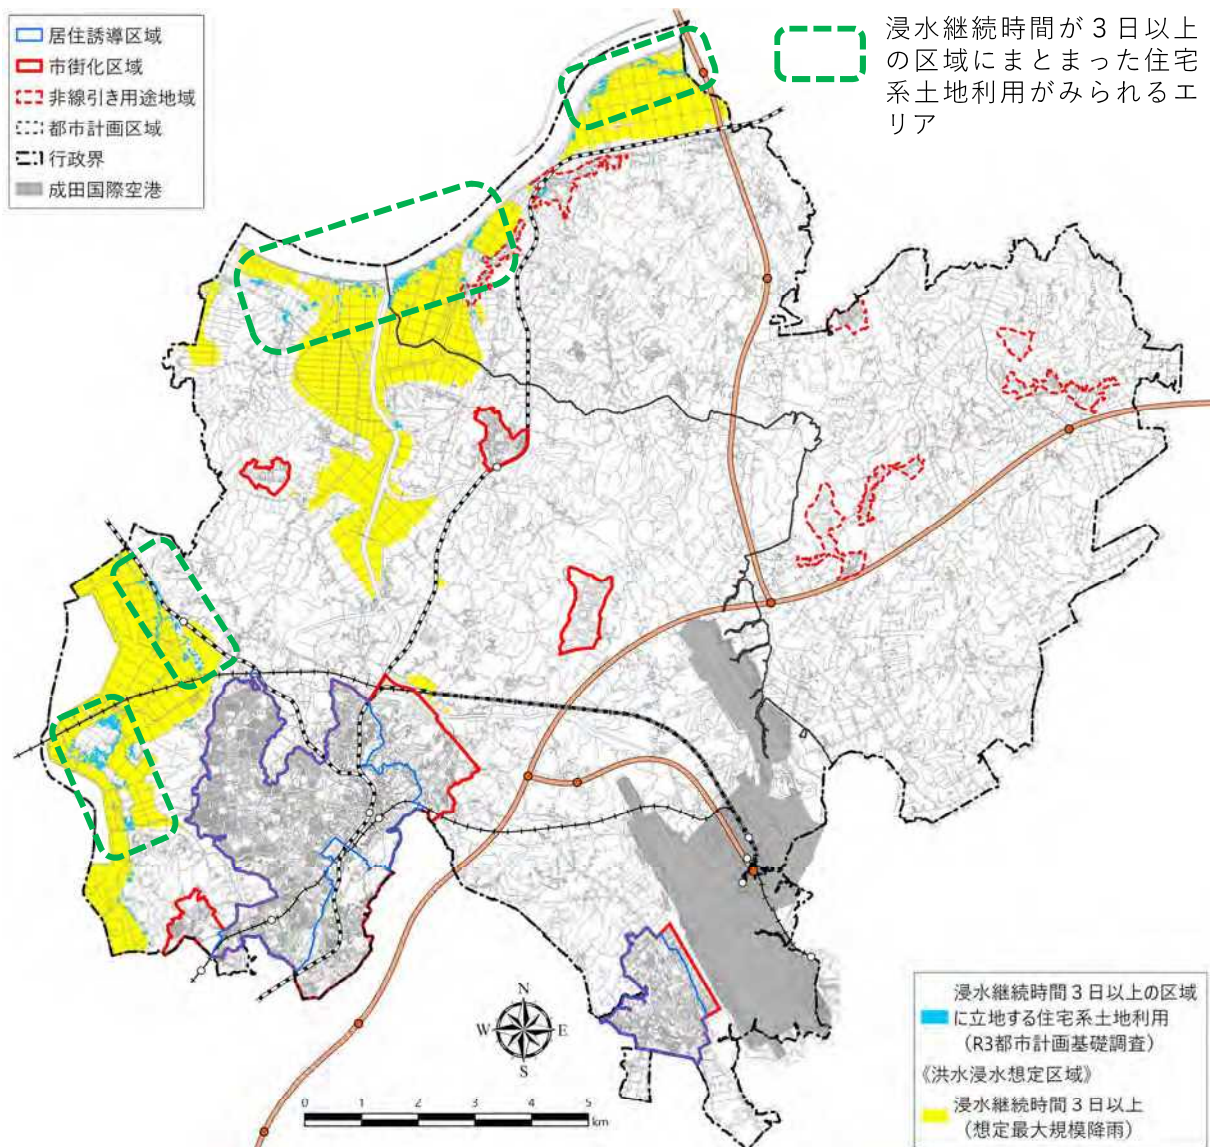 居住誘導区域
市街化区域
非線引き用途地域
都市計画区域
行政界
成田国際空港
浸水継続時間が３日以上
の区域にまとまった住宅
系土地利用がみられるエ
リア
N
W E
S
0 1 2 3 4 5
km
浸水継続時間３日以上の区域
に立地する住宅系土地利用
（R3都市計画基礎調査）
《洪水浸水想定区域》
浸水継続時間３日以上
（想定最大規模降雨）